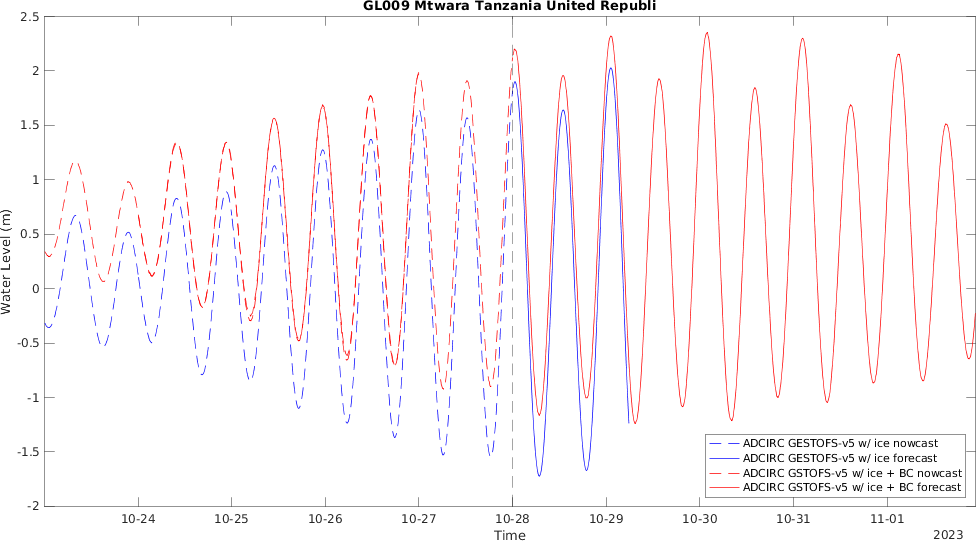 GL009 Mtwara Tanzania United Republi
2.5
2
1.5
1
0.5
0
-0.5
-1
-1.5
-2
Water Level (m)
ADCIRC GESTOFS-v5 w/ ice nowcast
ADCIRC GESTOFS-v5 w/ ice forecast
ADCIRC GSTOFS-v5 w/ ice + BC nowcast
ADCIRC GSTOFS-v5 w/ ice + BC forecast
10-24 10-25 10-26 10-27 10-28 10-29 10-30 10-31 11-01
Time
2023